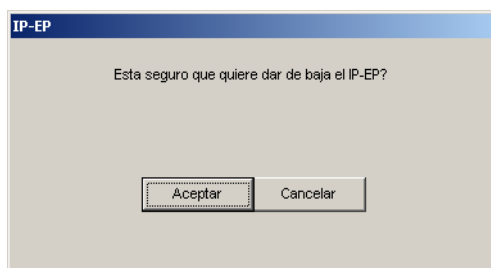 IP-EP
Esta seguro que quiere dar de baja el IP-EP?
Aceptar Cancelar